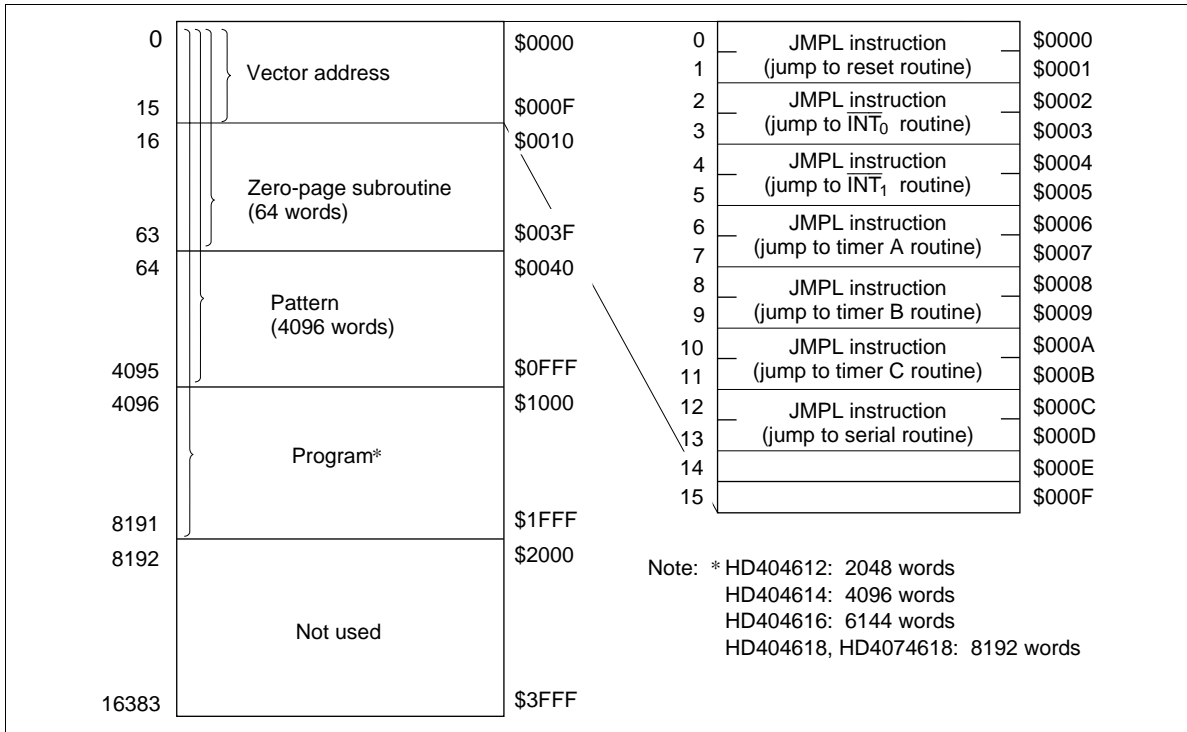 0
$0000
Vector address
15
$000F
16
$0010
Zero-page subroutine
(64 words)
63
$003F
64
$0040
Pattern
(4096 words)
4095
$0FFF
4096
$1000
Program*
8191
$1FFF
8192
$2000
Not used
16383
$3FFF
0
JMPL instruction
$0000
1
(jump to reset routine)
$0001
2
JMPL instruction
$0002
3
(jump to INT0 routine)
$0003
4
JMPL instruction
$0004
5
(jump to INT1 routine)
$0005
6
JMPL instruction
$0006
7
(jump to timer A routine)
$0007
8
JMPL instruction
$0008
9
(jump to timer B routine)
$0009
10
JMPL instruction
$000A
11
(jump to timer C routine)
$000B
12
JMPL instruction
$000C
13
(jump to serial routine)
$000D
14
$000E
15
$000F
Note: * HD404612: 2048 words
HD404614: 4096 words
HD404616: 6144 words
HD404618, HD4074618: 8192 words